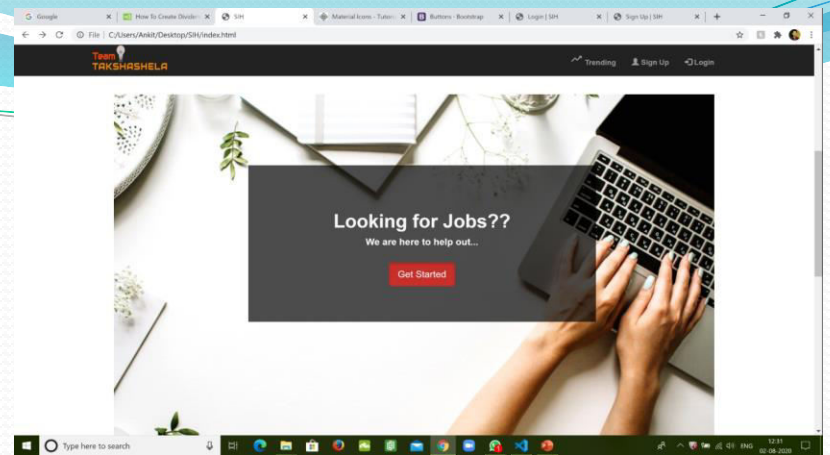 Google
How To Create Dividin
SIH
Material Icons - Tutori
Buttons · Bootstrap
Login | SIH
Sign Up | SIH
File | C:/Users/Ankit/Desktop/SIH/index.html
Team
TAKSHASHELA
Trending
Sign Up
Login
Looking for Jobs??
We are here to help out...
Get Started
Type here to search
ENG
12:31
02-08-2020